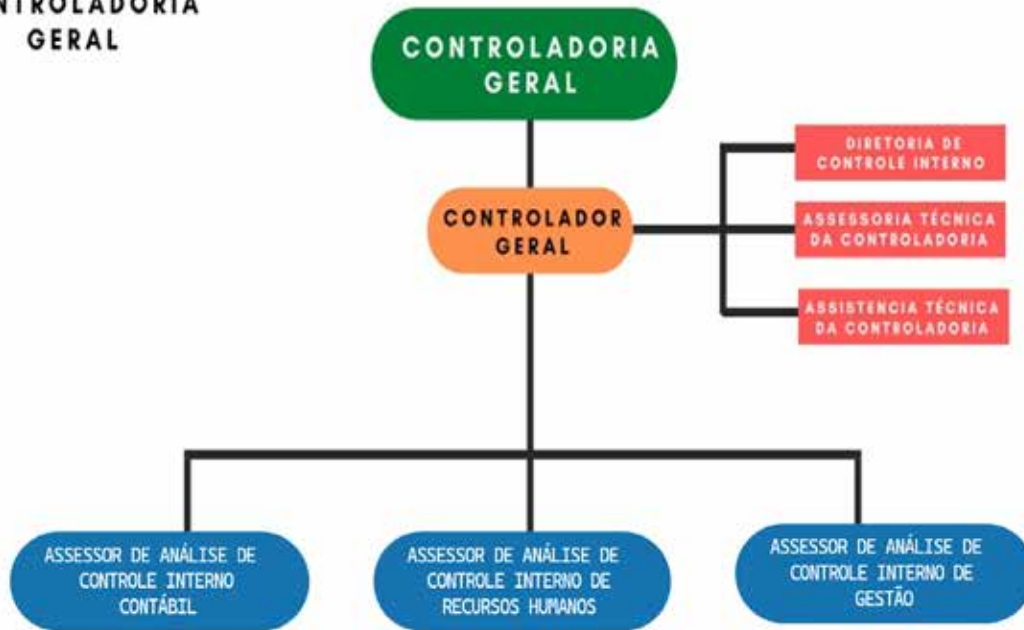 NTROLADORIA
GERAL
CONTROLADORIA
GERAL
CONTROLADOR
GERAL
DIRETORIA DE
CONTROLE INTERNO
ASSESSORIA TÉCNICA
DA CONTROLADORIA
ASSISTENCIA TÉCNICA
DA CONTROLADORIA
ASSESSOR DE ANÁLISE DE
CONTROLE INTERNO
CONTÁBIL
ASSESSOR DE ANÁLISE DE
CONTROLE INTERNO DE
RECURSOS HUMANOS
ASSESSOR DE ANÁLISE DE
CONTROLE INTERNO DE
GESTÃO